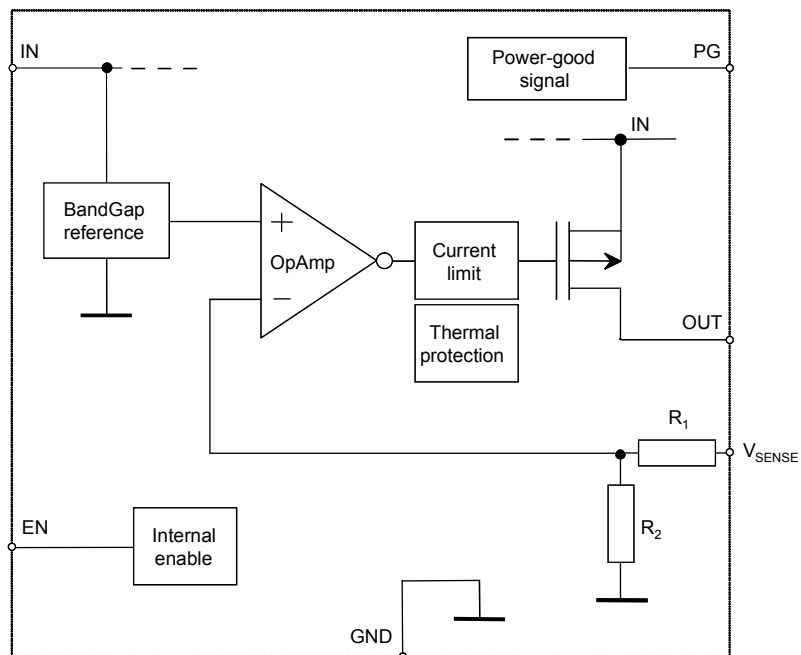 IN
Power-good
signal
PG
IN
BandGap
reference
+
OpAmp
−
Current
limit
Thermal
protection
OUT
R₁
V_SENSE
EN
Internal
enable
R₂
GND